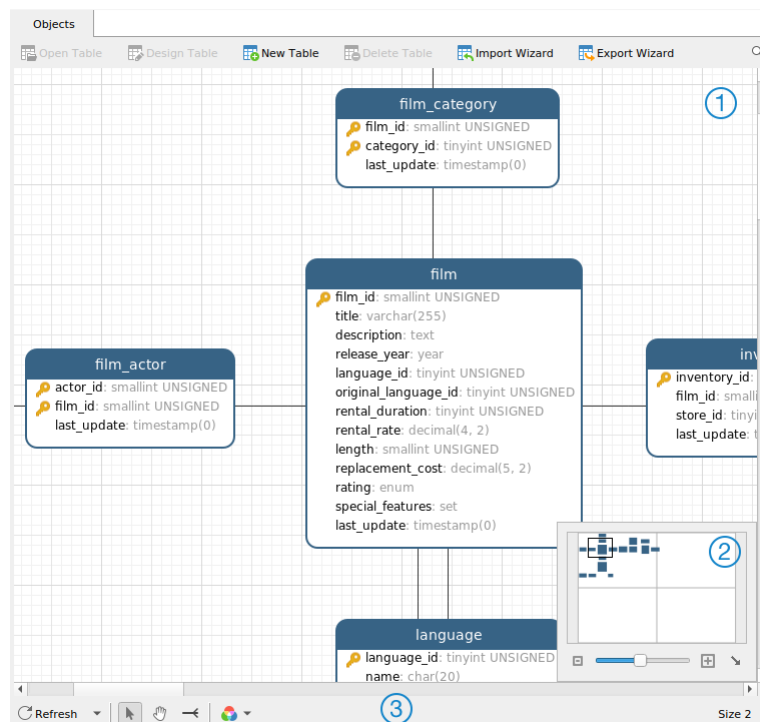 Objects
Open Table Design Table New Table Delete Table Import Wizard Export Wizard
1
film_category
film_id: smallint UNSIGNED
category_id: tinyint UNSIGNED
last_update: timestamp(0)
film
film_id: smallint UNSIGNED
title: varchar(255)
description: text
release_year: year
language_id: tinyint UNSIGNED
original_language_id: tinyint UNSIGNED
rental_duration: tinyint UNSIGNED
rental_rate: decimal(4, 2)
length: smallint UNSIGNED
replacement_cost: decimal(5, 2)
rating: enum
special_features: set
last_update: timestamp(0)
film_actor
actor_id: smallint UNSIGNED
film_id: smallint UNSIGNED
last_update: timestamp(0)
inv
inventory_id:
film_id: small
store_id: tinyi
last_update: t
2
language
language_id: tinyint UNSIGNED
name: char(20)
Refresh
3
Size 2